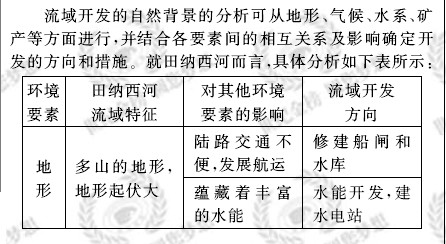 流域开发的自然背景的分析可从地形、气候、水系、矿
产等方面进行，并结合各要素间的相互关系及影响确定开
发的方向和措施。就田纳西河而言，具体分析如下表所示：
环境
要素
田纳西河
流域特征
对其他环境
要素的影响
流域开发
方向
地
形
多山的地形，
地形起伏大
陆路交通不
便，发展航运
修建船闸和
水库
蕴藏着丰富
的水能
水能开发，建
水电站